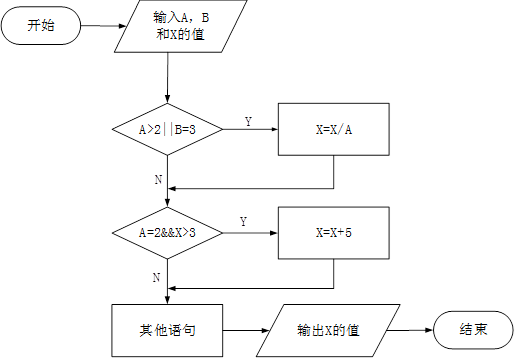 开始
输入A，B
和X的值
A>2||B=3
Y
X=X/A
N
A=2&&X>3
Y
X=X+5
N
其他语句
输出X的值
结束